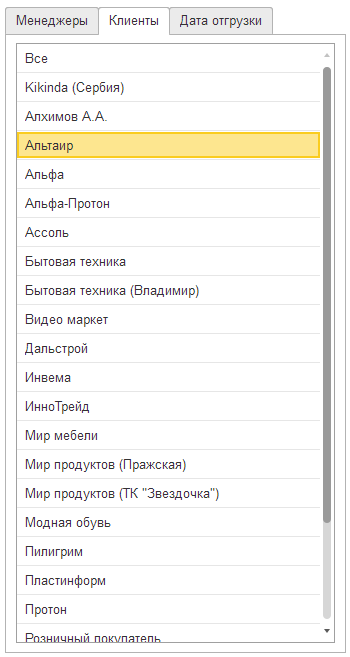 Менеджеры Клиенты Дата отгрузки
Все
Kikinda (Сербия)
Алхимов А.А.
Альтаир
Альфа
Альфа-Протон
Ассоль
Бытовая техника
Бытовая техника (Владимир)
Видео маркет
Дальстрой
Инвема
ИнноТрейд
Мир мебели
Мир продуктов (Пражская)
Мир продуктов (ТК "Звездочка")
Модная обувь
Пилигрим
Пластинформ
Протон
Розничный покупатель